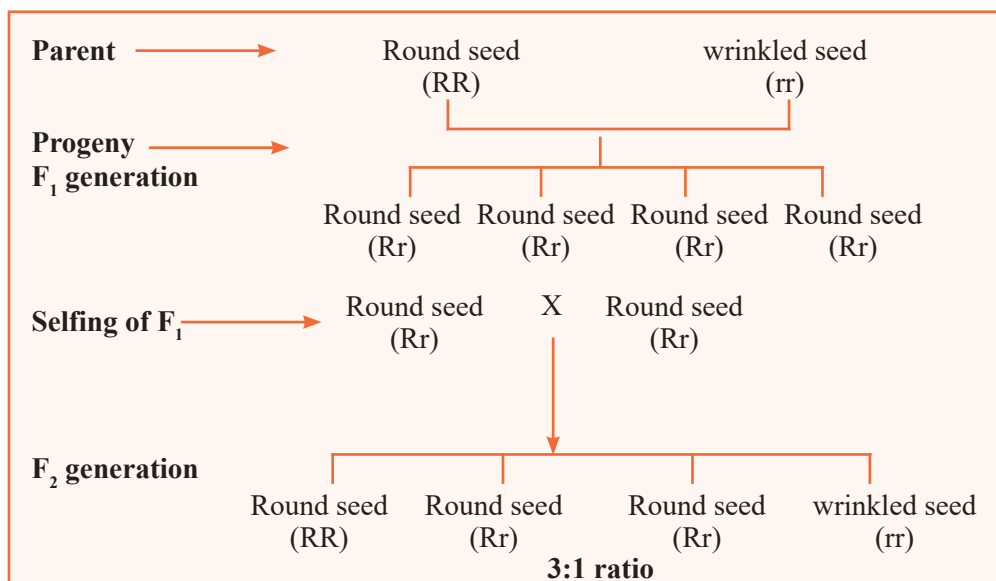 Parent Round seed wrinkled seed
(RR) (rr)
Progeny
F₁ generation
Round seed Round seed Round seed Round seed
(Rr) (Rr) (Rr) (Rr)
Selfing of F₁ Round seed X Round seed
(Rr) (Rr)
F₂ generation
Round seed Round seed Round seed wrinkled seed
(RR) (Rr) (Rr) (rr)
3:1 ratio